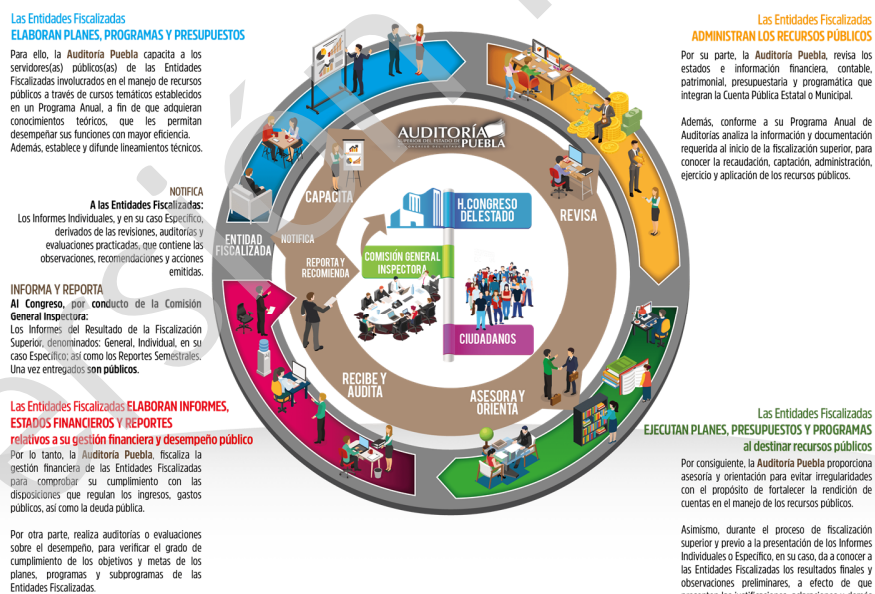 Las Entidades Fiscalizadas
ELABORAN PLANES, PROGRAMAS Y PRESUPUESTOS
Para ello, la Auditoría Puebla capacita a los
servidores(as) públicos(as) de las Entidades
Fiscalizadas involucrados en el manejo de recursos
públicos a través de cursos temáticos establecidos
en un Programa Anual, a fin de que adquieran
conocimientos teóricos, que les permitan
desempeñar sus funciones con mayor eficiencia.
Además, establece y difunde lineamientos técnicos.
NOTIFICA
A las Entidades Fiscalizadas:
Los Informes Individuales, y en su caso Específico,
derivados de las revisiones, auditorías y
evaluaciones practicadas, que contiene las
observaciones, recomendaciones y acciones
emitidas.
INFORMA Y REPORTA
Al Congreso, por conducto de la Comisión
General Inspectora:
Los Informes del Resultado de la Fiscalización
Superior, denominados: General, Individual, en su
caso Específico; así como los Reportes Semestrales.
Una vez entregados son públicos.
Las Entidades Fiscalizadas ELABORAN INFORMES,
ESTADOS FINANCIEROS Y REPORTES
relativos a su gestión financiera y desempeño público
Por lo tanto, la Auditoría Puebla, fiscaliza la
gestión financiera de las Entidades Fiscalizadas
para comprobar su cumplimiento con las
disposiciones que regulan los ingresos, gastos
públicos, así como la deuda pública.
Por otra parte, realiza auditorías o evaluaciones
sobre el desempeño, para verificar el grado de
cumplimiento de los objetivos y metas de los
planes, programas y subprogramas de las
Entidades Fiscalizadas.
AUDITORÍA
SUPERIOR DEL ESTADO DE PUEBLA
CAPACITA
REVISA
H. CONGRESO
DEL ESTADO
ENTIDAD
FISCALIZADA
NOTIFICA
REPORTA Y
RECOMIENDA
COMISIÓN GENERAL
INSPECTORA
CIUDADANOS
RECIBE Y
AUDITA
ASESORA Y
ORIENTA
Las Entidades Fiscalizadas
ADMINISTRAN LOS RECURSOS PÚBLICOS
Por su parte, la Auditoría Puebla, revisa los
estados e información financiera, contable,
patrimonial, presupuestaria y programática que
integran la Cuenta Pública Estatal o Municipal.
Además, conforme a su Programa Anual de
Auditorías analiza la información y documentación
requerida al inicio de la fiscalización superior, para
conocer la recaudación, captación, administración,
ejercicio y aplicación de los recursos públicos.
Las Entidades Fiscalizadas
EJECUTAN PLANES, PRESUPUESTOS Y PROGRAMAS
al destinar recursos públicos
Por consiguiente, la Auditoría Puebla proporciona
asesoría y orientación para evitar irregularidades
con el propósito de fortalecer la rendición de
cuentas en el manejo de los recursos públicos.
Asimismo, durante el proceso de fiscalización
superior y previo a la presentación de los Informes
Individuales o Específico, en su caso, da a conocer a
las Entidades Fiscalizadas los resultados finales y
observaciones preliminares, a efecto de que